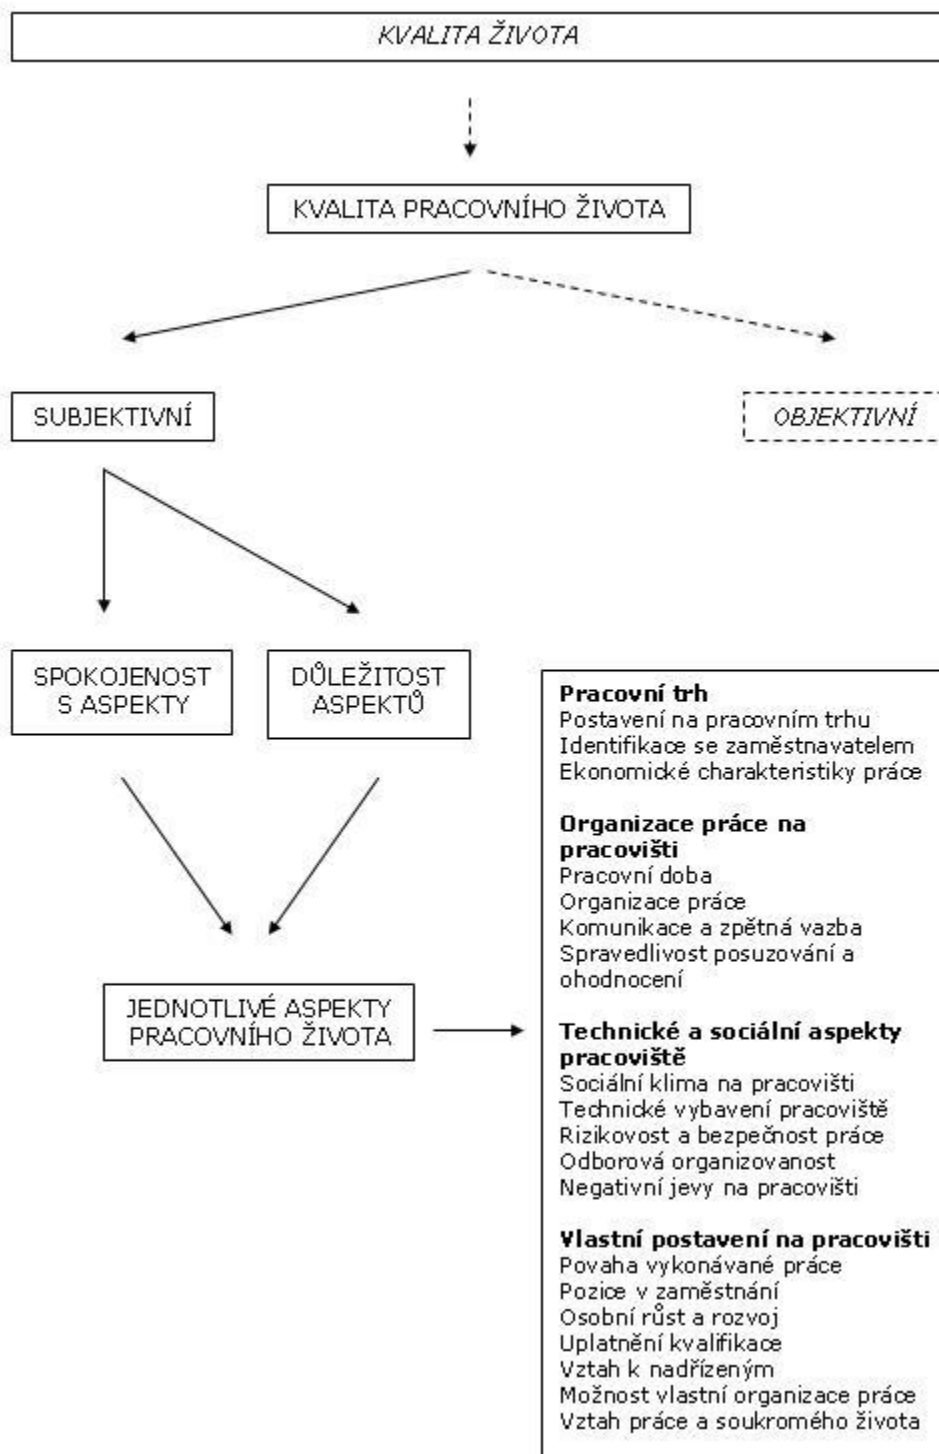 KVALITA ŽIVOTA
KVALITA PRACOVNÍHO ŽIVOTA
SUBJEKTIVNÍ
OBJEKTIVNÍ
SPOKOJENOST
S ASPEKTY
DŮLEŽITOST
ASPEKTŮ
JEDNOTLIVÉ ASPEKTY
PRACOVNÍHO ŽIVOTA
Pracovní trh
Postavení na pracovním trhu
Identifikace se zaměstnavatelem
Ekonomické charakteristiky práce
Organizace práce na
pracovišti
Pracovní doba
Organizace práce
Komunikace a zpětná vazba
Spravedlivost posuzování a
ohodnocení
Technické a sociální aspekty
pracoviště
Sociální klima na pracovišti
Technické vybavení pracoviště
Rizikovost a bezpečnost práce
Odborová organizovanost
Negativní jevy na pracovišti
Vlastní postavení na pracovišti
Povaha vykonávané práce
Pozice v zaměstnání
Osobní růst a rozvoj
Uplatnění kvalifikace
Vztah k nadřízeným
Možnost vlastní organizace práce
Vztah práce a soukromého života